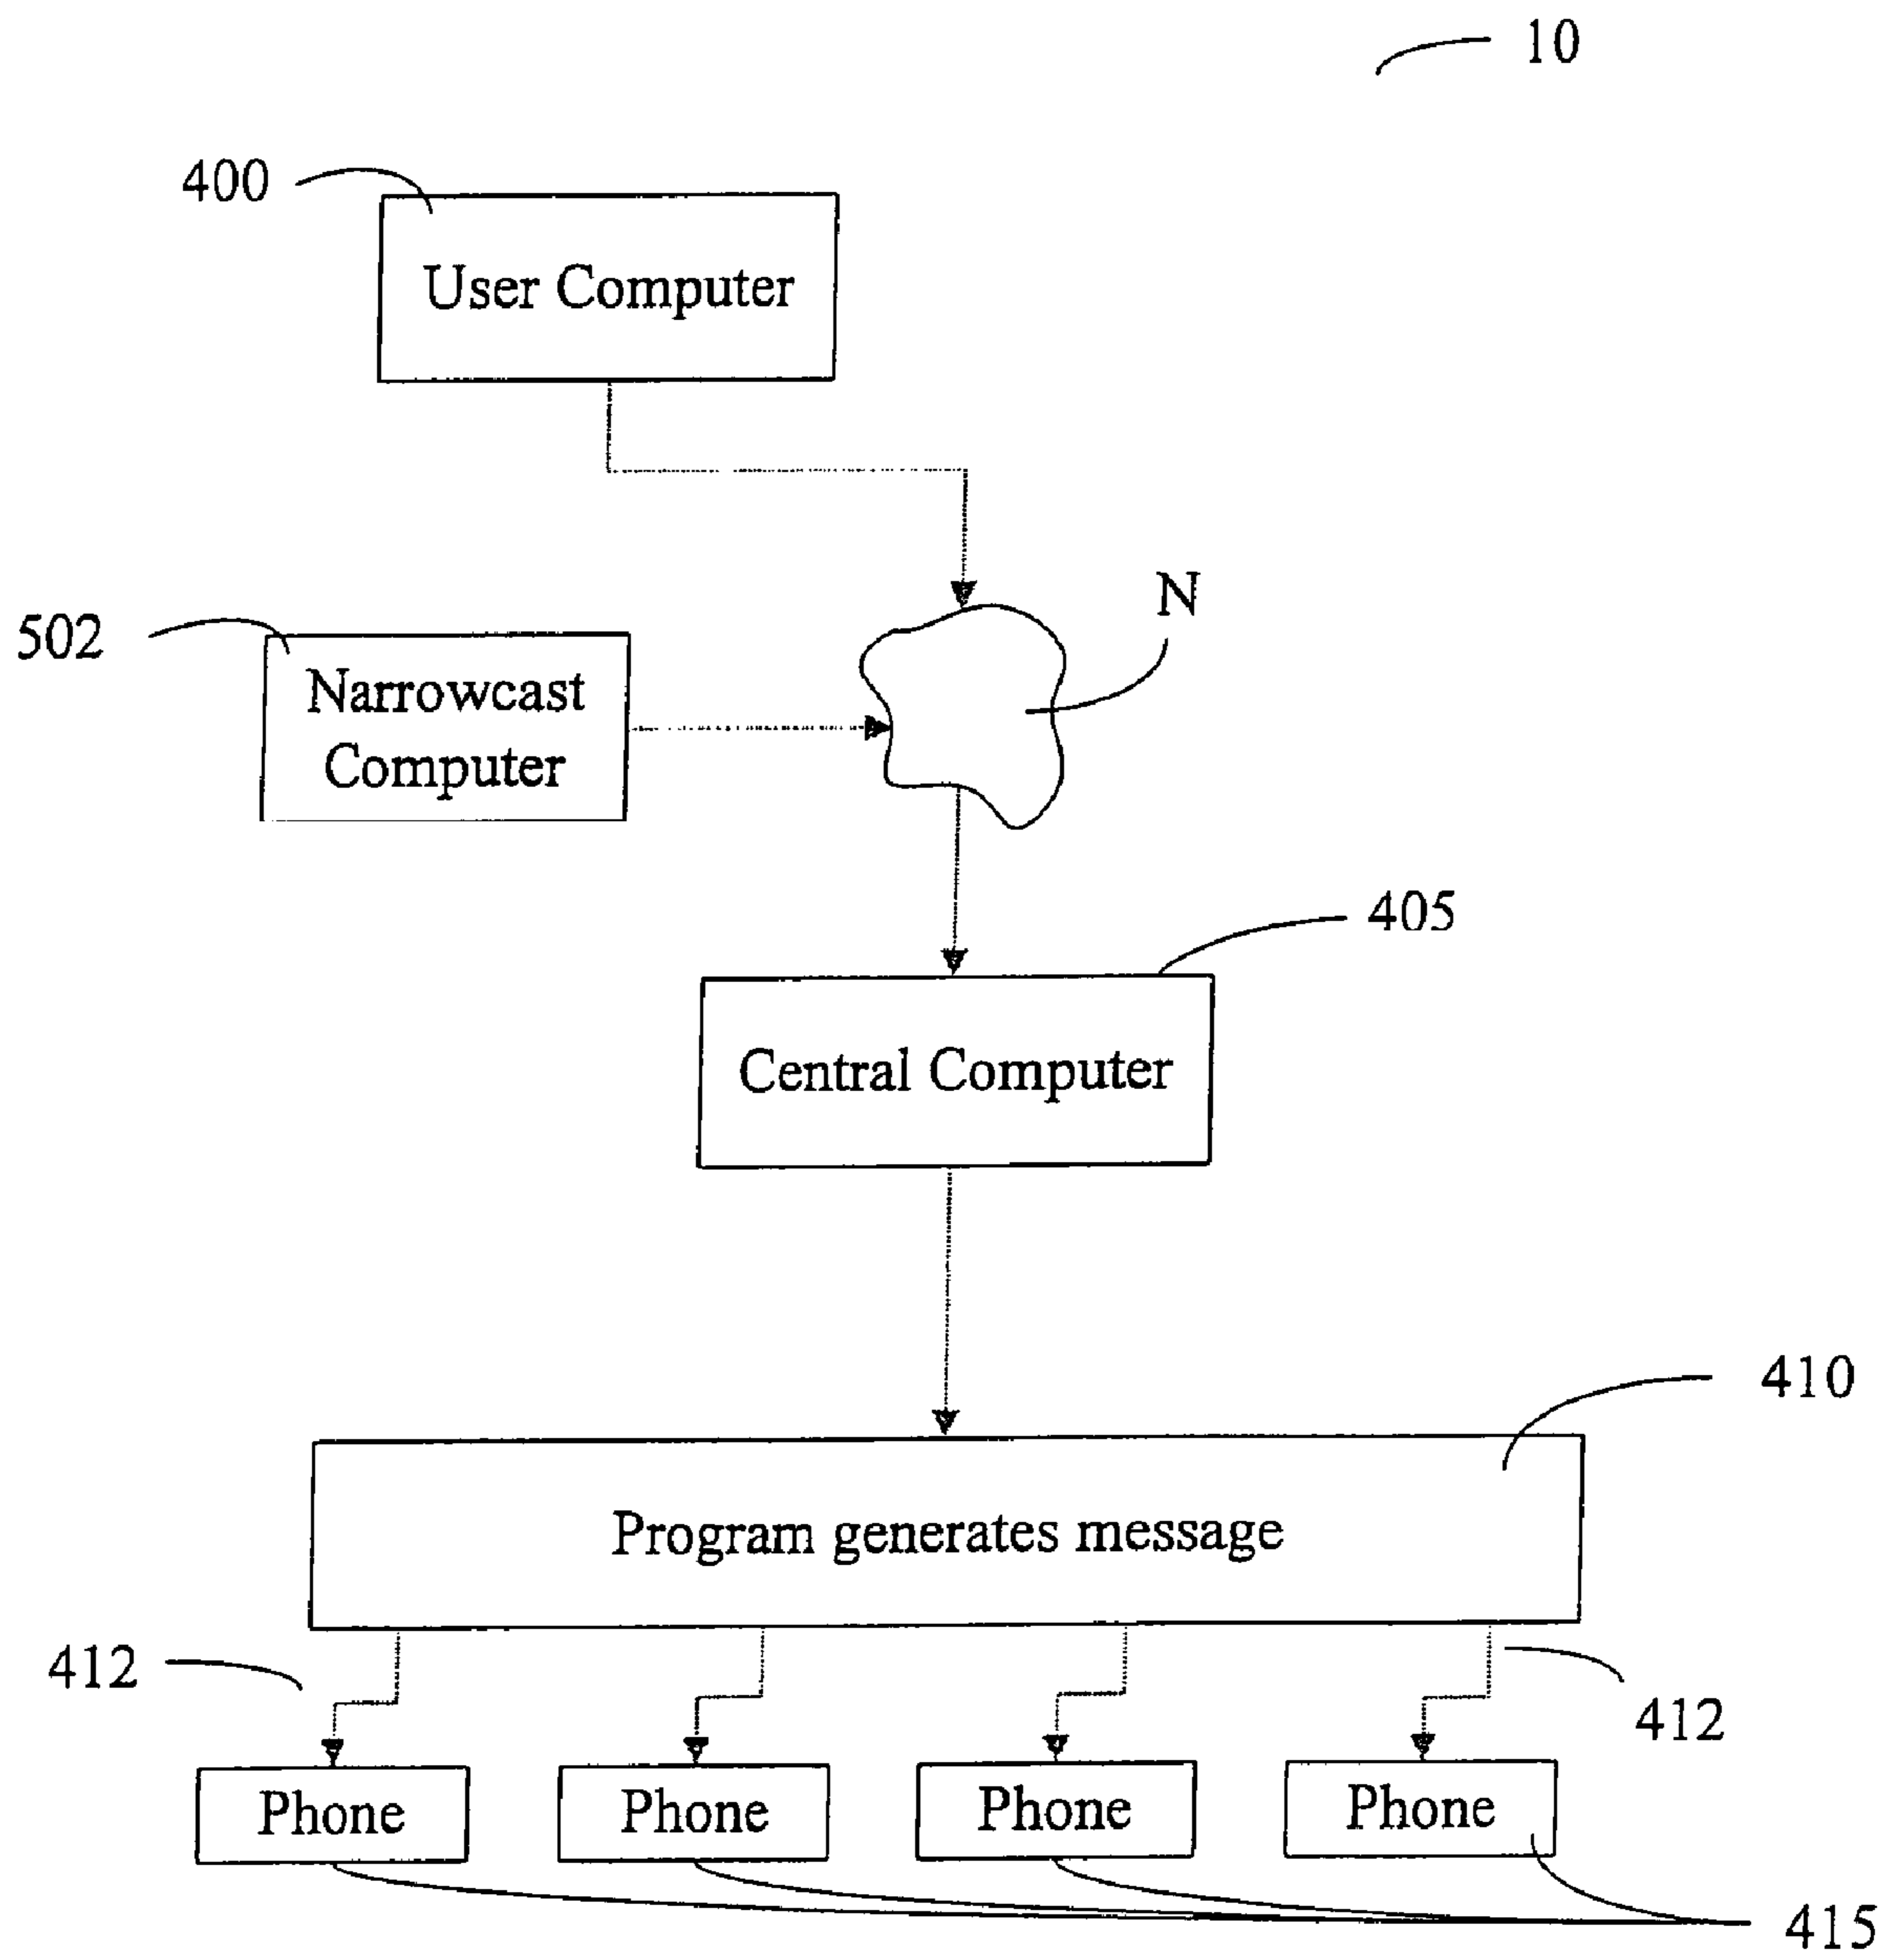 10
400
User Computer
N
502
Narrowcast
Computer
405
Central Computer
410
Program generates message
412
412
Phone
Phone
Phone
Phone
415